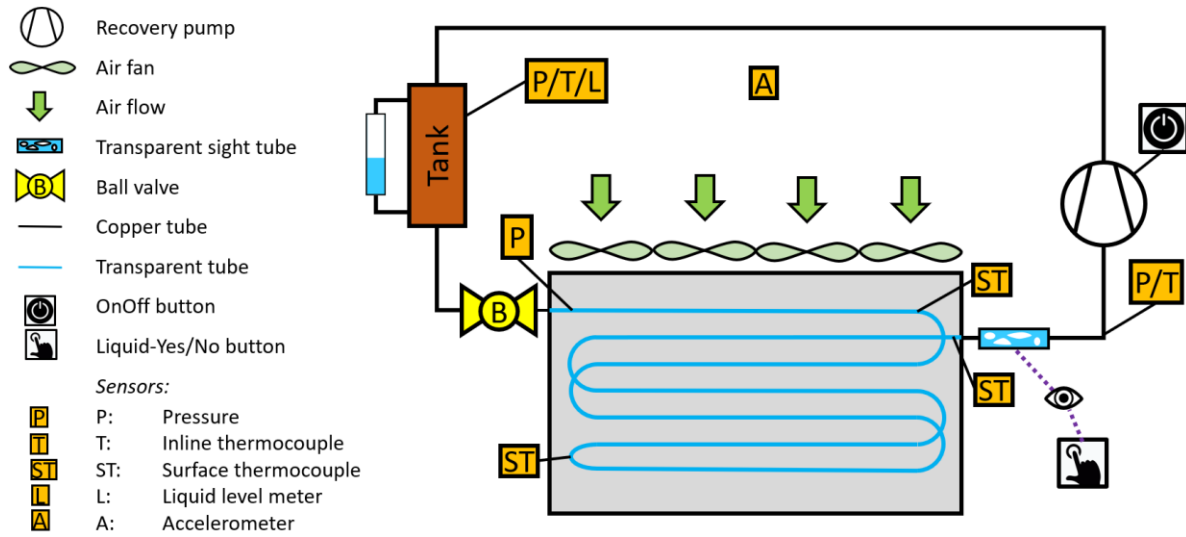 Recovery pump
Air fan
Air flow
Transparent sight tube
B Ball valve
Copper tube
Transparent tube
OnOff button
Liquid-Yes/No button
Sensors:
P P: Pressure
T T: Inline thermocouple
ST ST: Surface thermocouple
L L: Liquid level meter
A A: Accelerometer
P/T/L
A
Tank
P
B
ST
P/T
ST
ST